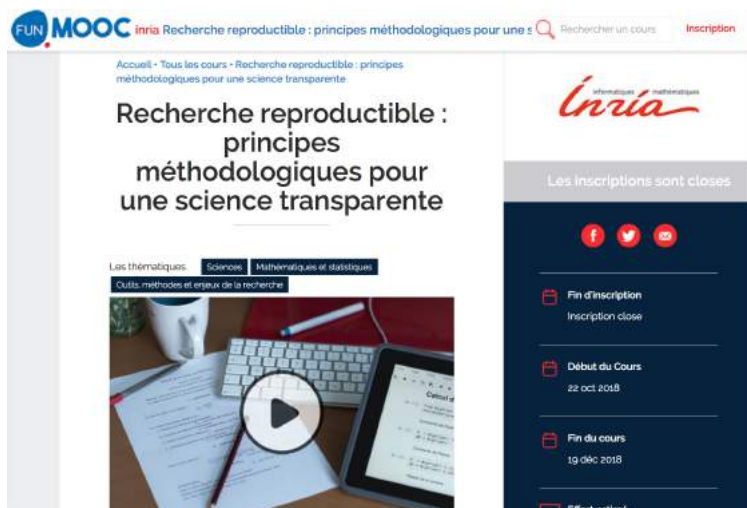 FUN MOOC inria Recherche reproductible : principes méthodologiques pour une s Rechercher un cours Inscription
Accueil • Tous les cours • Recherche reproductible : principes
méthodologiques pour une science transparente
Recherche reproductible :
principes
méthodologiques pour
une science transparente
Les thématiques Sciences Mathématiques et statistiques
Outils, méthodes et enjeux de la recherche
informatiques mathématiques
Inria
Les inscriptions sont closes
Fin d'inscription
Inscription close
Début du Cours
22 oct 2018
Fin du cours
19 déc 2018